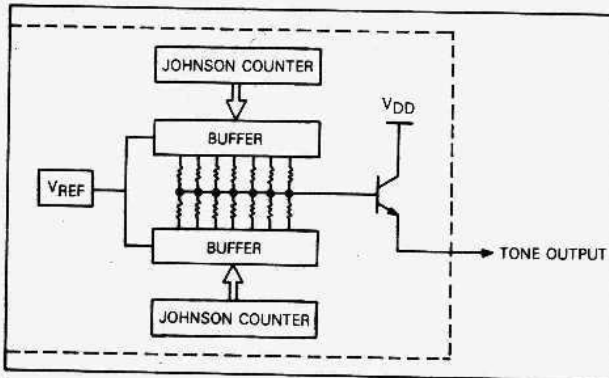 JOHNSON COUNTER
VDD
BUFFER
VREF
BUFFER
TONE OUTPUT
JOHNSON COUNTER